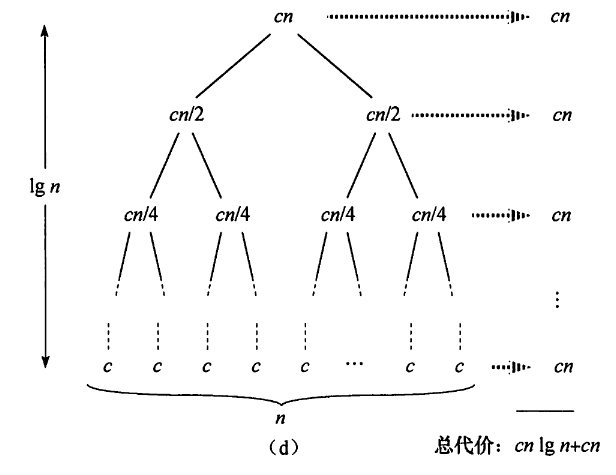 cn cn
cn/2 cn/2 cn
lg n
cn/4 cn/4 cn/4 cn/4 cn
⋮
c c c c c ... c c cn
n
(d) 总代价：cn lg n+cn